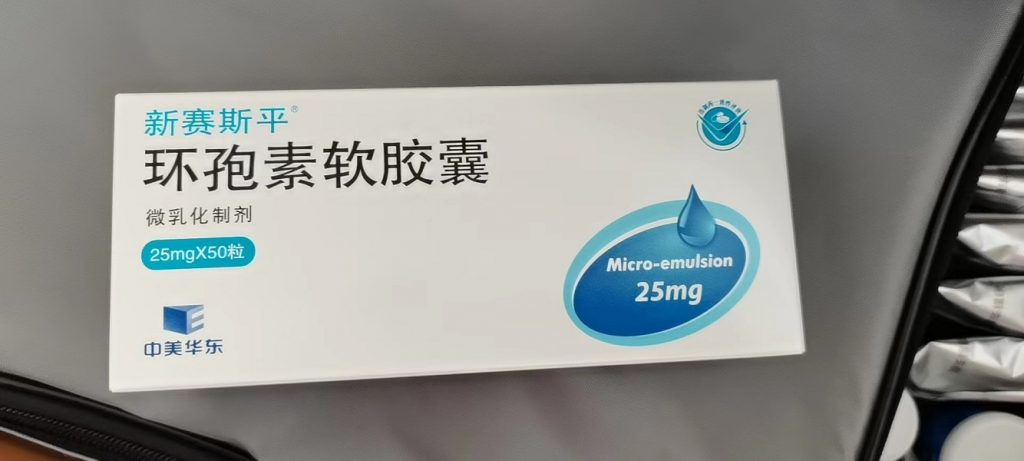 新赛斯平®
环孢素软胶囊
微乳化制剂
25mgX50粒
中美华东
Micro-emulsion
25mg